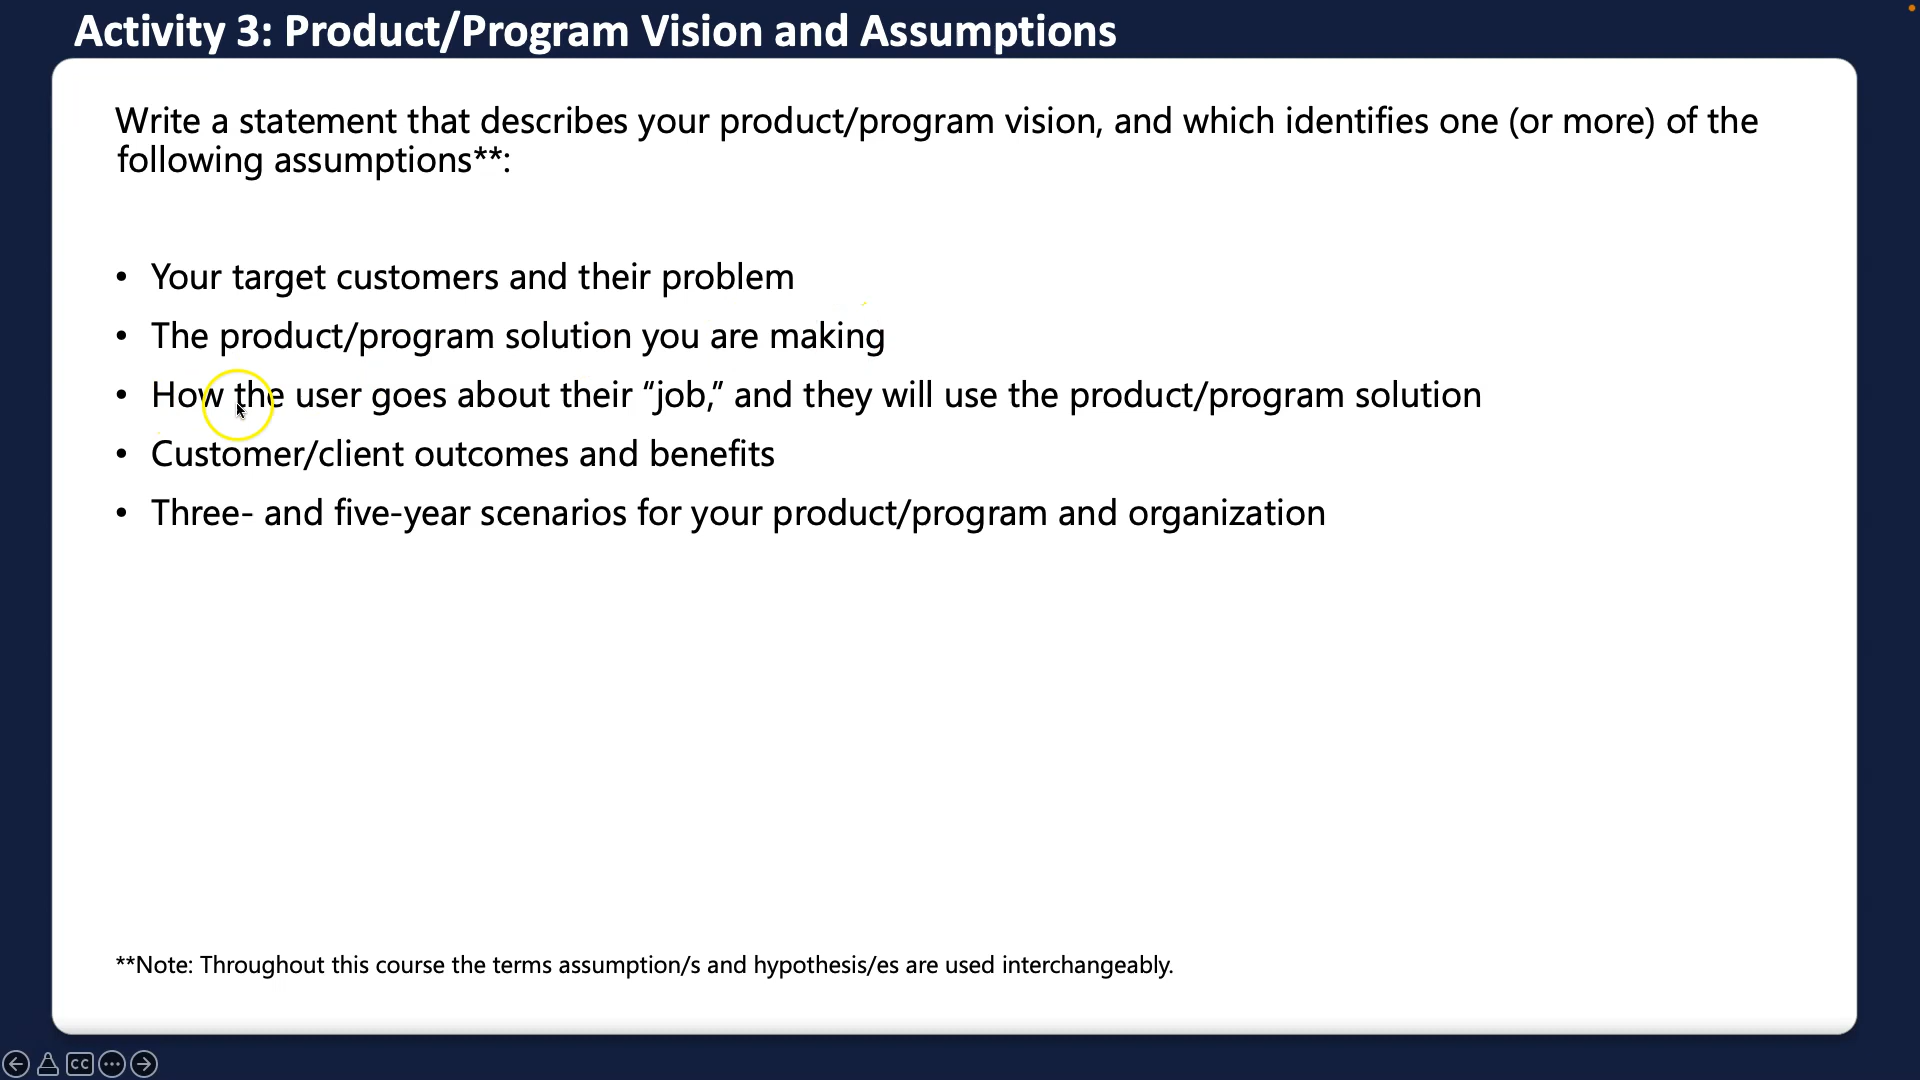 Activity 3: Product/Program Vision and Assumptions
Write a statement that describes your product/program vision, and which identifies one (or more) of the
following assumptions**:
• Your target customers and their problem
• The product/program solution you are making
• How the user goes about their “job,” and they will use the product/program solution
• Customer/client outcomes and benefits
• Three- and five-year scenarios for your product/program and organization
**Note: Throughout this course the terms assumption/s and hypothesis/es are used interchangeably.
CC